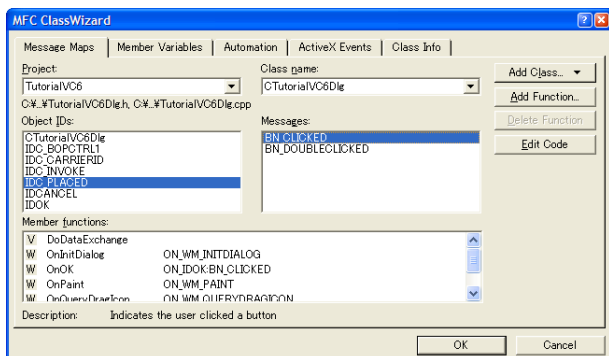 MFC ClassWizard
Message Maps Member Variables Automation ActiveX Events Class Info
Project: Class name:
TutorialVC6 CTutorialVC6Dlg
Add Class...
C:¥...¥TutorialVC6Dlg.h, C:¥...¥TutorialVC6Dlg.cpp
Add Function...
Object IDs: Messages:
Delete Function
CTutorialVC6Dlg BN_CLICKED
IDC_BOPCTRL1 BN_DOUBLECLICKED
Edit Code
IDC_CARRIERID
IDC_INVOKE
IDC_PLACED
IDCANCEL
IDOK
Member functions:
V DoDataExchange
W OnInitDialog ON_WM_INITDIALOG
W OnOK ON_IDOK:BN_CLICKED
W OnPaint ON_WM_PAINT
W OnQueryDragIcon ON_WM_QUERYDRAGICON
Description: Indicates the user clicked a button
OK Cancel